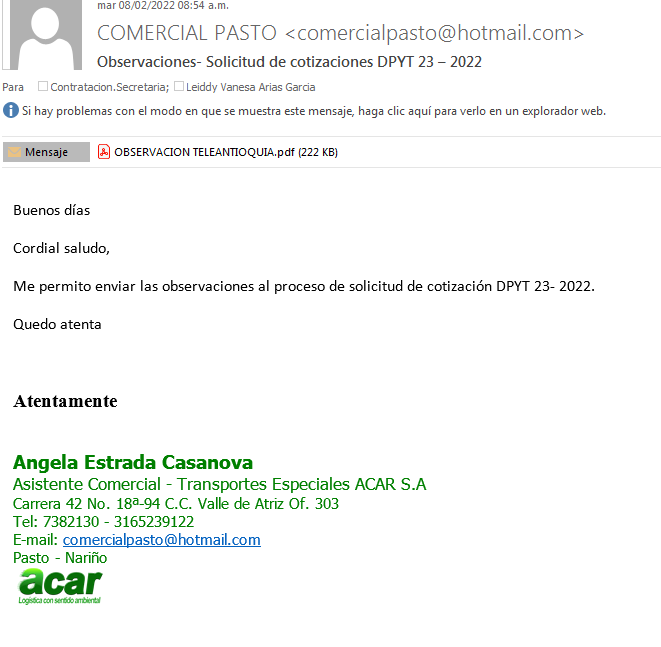 mar 08/02/2022 08:54 a.m.
COMERCIAL PASTO <comercialpasto@hotmail.com>
Observaciones- Solicitud de cotizaciones DPYT 23 – 2022
Para Contratacion.Secretaria; Leiddy Vanesa Arias Garcia
Si hay problemas con el modo en que se muestra este mensaje, haga clic aquí para verlo en un explorador web.
Mensaje OBSERVACION TELEANTIOQUIA.pdf (222 KB)
Buenos días
Cordial saludo,
Me permito enviar las observaciones al proceso de solicitud de cotización DPYT 23- 2022.
Quedo atenta
Atentamente
Angela Estrada Casanova
Asistente Comercial - Transportes Especiales ACAR S.A
Carrera 42 No. 18ª-94 C.C. Valle de Atriz Of. 303
Tel: 7382130 - 3165239122
E-mail: comercialpasto@hotmail.com
Pasto - Nariño
acar
Logística con sentido ambiental